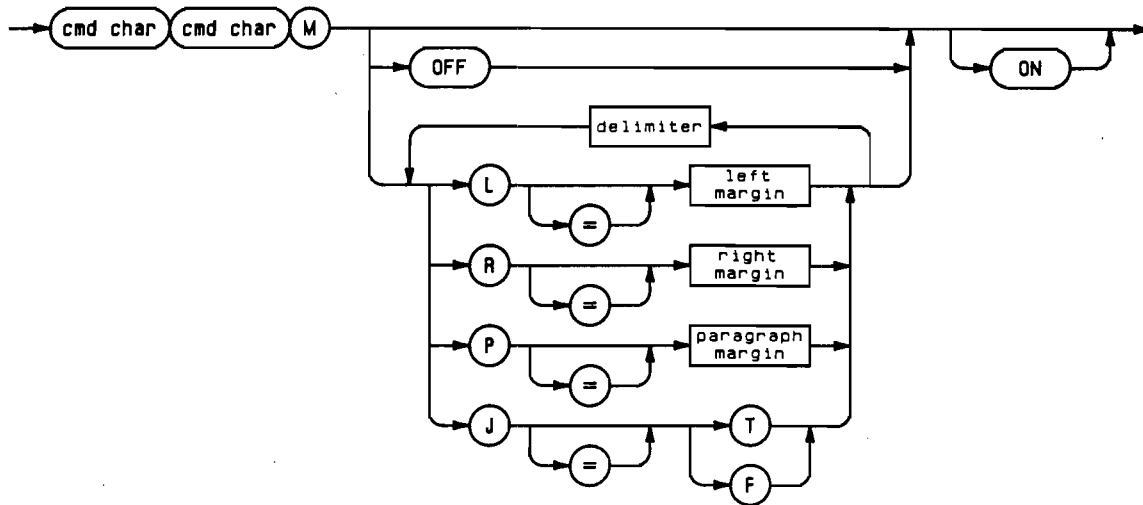 cmd char cmd char M
OFF
ON
delimiter
L = left margin
R = right margin
P = paragraph margin
J = T
F